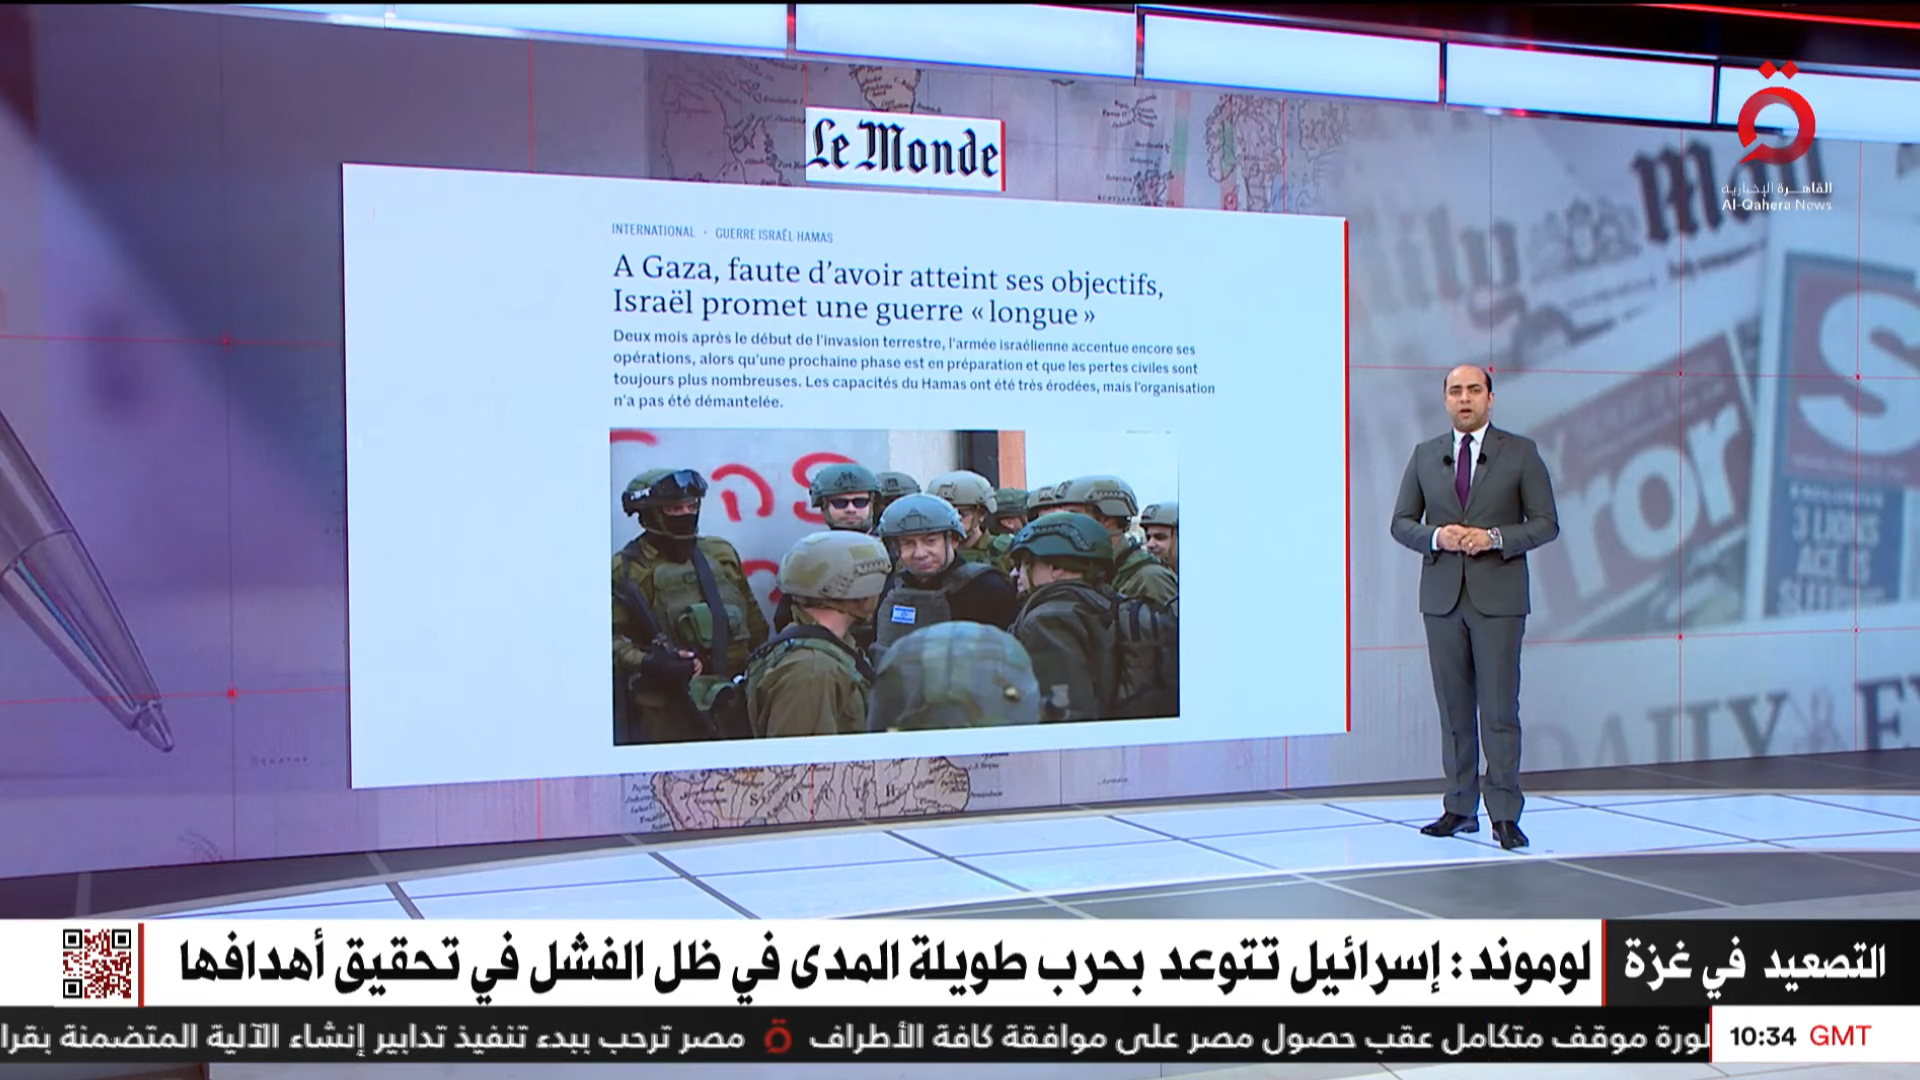 Le Monde
القاهرة الإخبارية
Al-Qahera News
INTERNATIONAL · GUERRE ISRAËL-HAMAS
A Gaza, faute d'avoir atteint ses objectifs,
Israël promet une guerre « longue »
Deux mois après le début de l'invasion terrestre, l'armée israélienne accentue encore ses
opérations, alors qu'une prochaine phase est en préparation et que les pertes civiles sont
toujours plus nombreuses. Les capacités du Hamas ont été très érodées, mais l'organisation
n'a pas été démantelée.
3 LIONS
DAILY
SOUTH
التصعيد في غزة
لوموند: إسرائيل تتوعد بحرب طويلة المدى في ظل الفشل في تحقيق أهدافها
10:34 GMT
موقف متكامل عقب حصول مصر على موافقة كافة الأطراف
مصر ترحب ببدء تنفيذ تدابير إنشاء الآلية المتضمنة